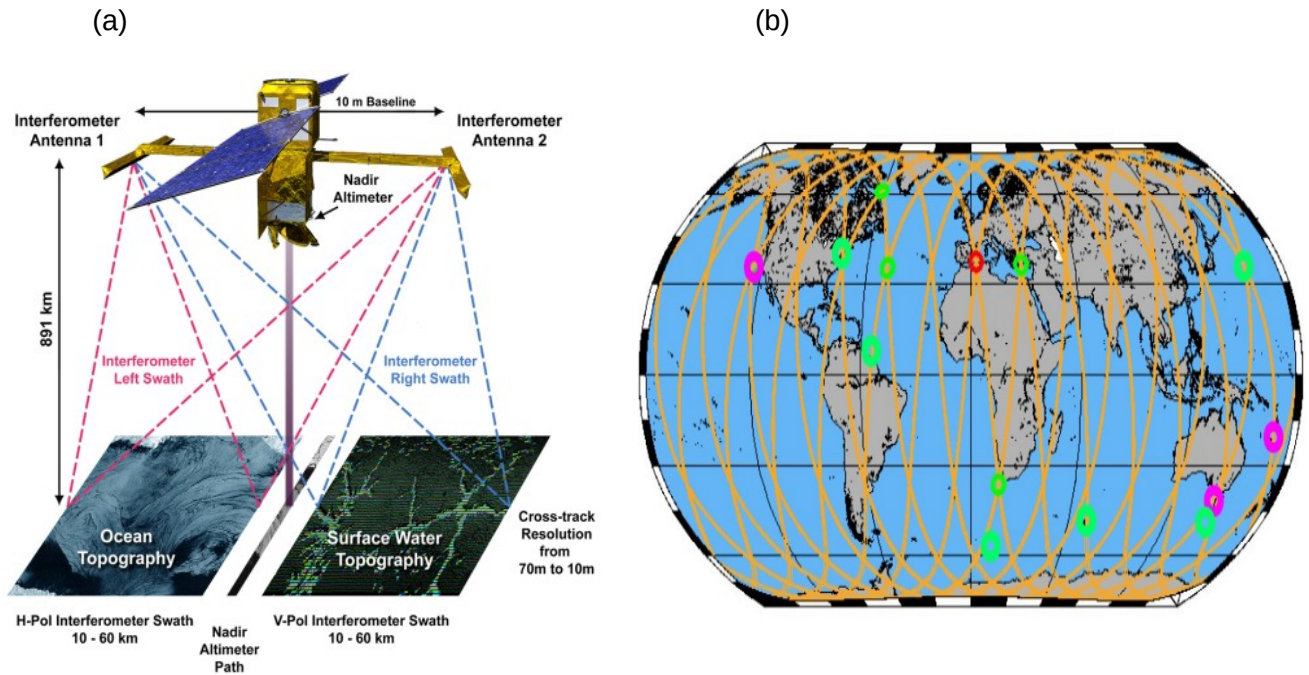 (a)
(b)
10 m Baseline
Interferometer
Antenna 1
Interferometer
Antenna 2
Nadir
Altimeter
891 km
Interferometer
Left Swath
Interferometer
Right Swath
Ocean
Topography
Surface Water
Topography
Cross-track
Resolution
from
70m to 10m
H-Pol Interferometer Swath
10 - 60 km
Nadir
Altimeter
Path
V-Pol Interferometer Swath
10 - 60 km